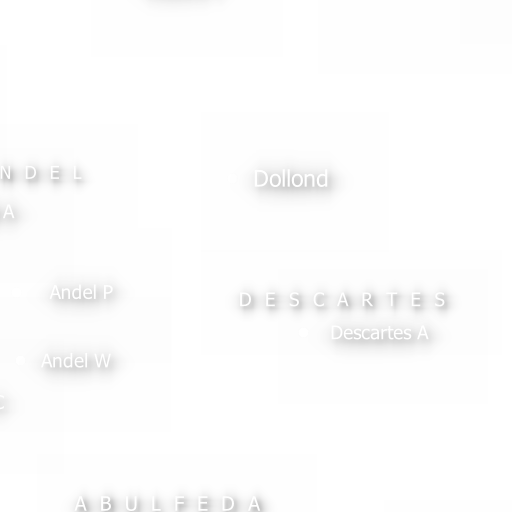 N D E L
Dollond
A
Andel P
D E S C A R T E S
Descartes A
Andel W
C
A B U L F E D A